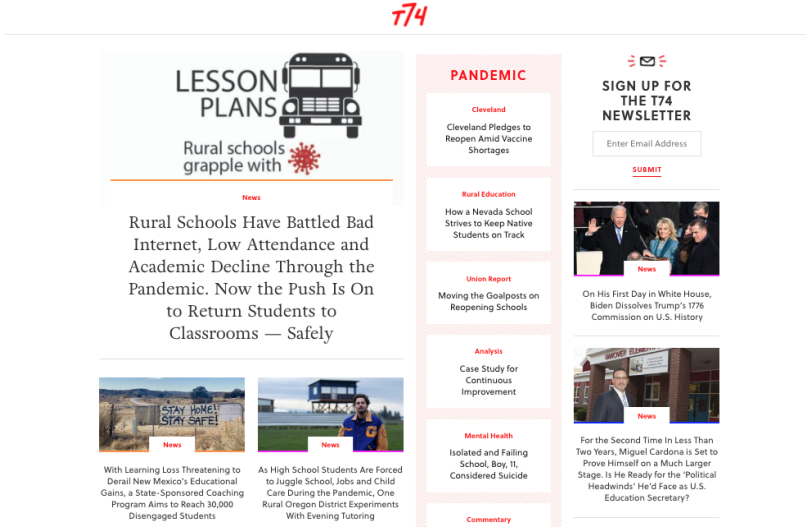 T74
LESSON
PLANS
Rural schools
grapple with
News
Rural Schools Have Battled Bad
Internet, Low Attendance and
Academic Decline Through the
Pandemic. Now the Push Is On
to Return Students to
Classrooms — Safely
STAY HOME!
STAY SAFE!
News
With Learning Loss Threatening to
Derail New Mexico's Educational
Gains, a State-Sponsored Coaching
Program Aims to Reach 30,000
Disengaged Students
G
News
As High School Students Are Forced
to Juggle School, Jobs and Child
Care During the Pandemic, One
Rural Oregon District Experiments
With Evening Tutoring
PANDEMIC
Cleveland
Cleveland Pledges to
Reopen Amid Vaccine
Shortages
Rural Education
How a Nevada School
Strives to Keep Native
Students on Track
Union Report
Moving the Goalposts on
Reopening Schools
Analysis
Case Study for
Continuous
Improvement
Mental Health
Isolated and Failing
School, Boy, 11,
Considered Suicide
Commentary
SIGN UP FOR
THE T74
NEWSLETTER
Enter Email Address
SUBMIT
News
On His First Day in White House,
Biden Dissolves Trump's 1776
Commission on U.S. History
HANOVER ELEMENTARY
News
For the Second Time In Less Than
Two Years, Miguel Cardona is Set to
Prove Himself on a Much Larger
Stage. Is He Ready for the 'Political
Headwinds' He'd Face as U.S.
Education Secretary?